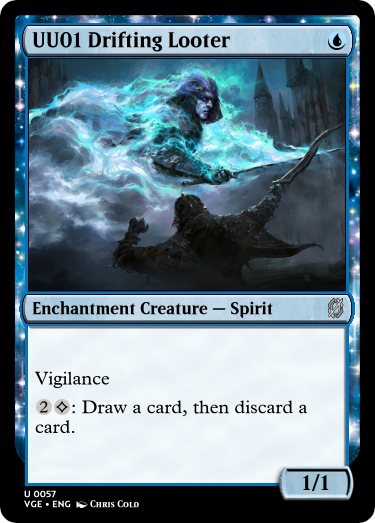 UU01 Drifting Looter
Enchantment Creature — Spirit
Vigilance
2: Draw a card, then discard a
card.
1/1
U 0057
VGE • ENG Chris Cold